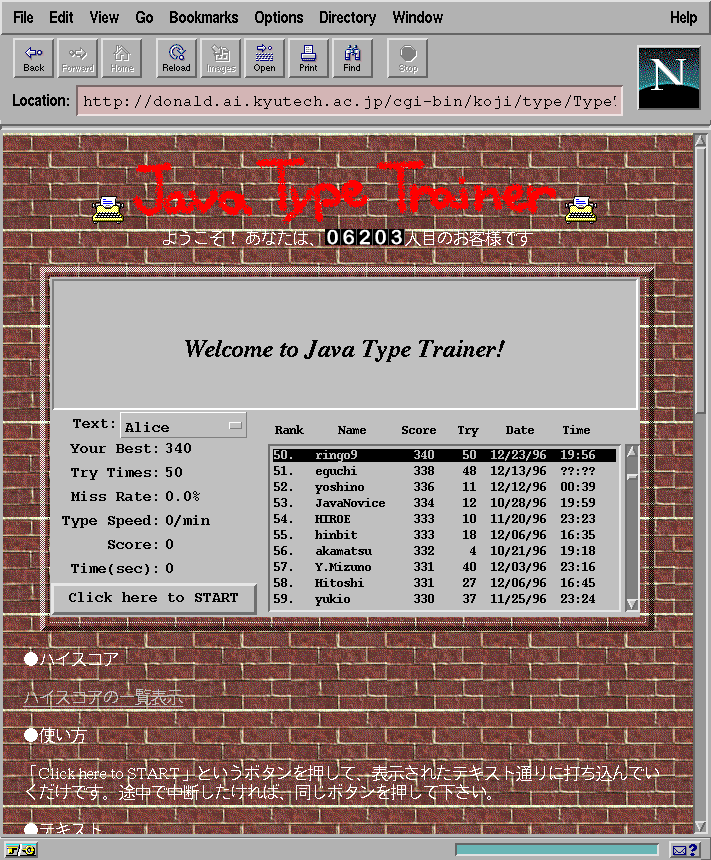 File Edit View Go Bookmarks Options Directory Window Help
Back Forward Home Reload Images Open Print Find Stop
Location: http://donald.ai.kyutech.ac.jp/cgi-bin/koji/type/Type
N
Java Type Trainer
ようこそ！ あなたは、06203人目のお客様です
Welcome to Java Type Trainer!
Text: Alice
Your Best: 340
Try Times: 50
Miss Rate: 0.0%
Type Speed: 0/min
Score: 0
Time(sec): 0
Click here to START
Rank Name Score Try Date Time
50. ringo9 340 50 12/23/96 19:56
51. eguchi 338 48 12/13/96 ??:??
52. yoshino 336 11 12/12/96 00:39
53. JavaNovice 334 12 10/28/96 19:59
54. HIROE 333 10 11/20/96 23:23
55. hinbit 333 18 12/06/96 16:35
56. akamatsu 332 4 10/21/96 19:18
57. Y.Mizuno 331 40 12/03/96 23:16
58. Hitoshi 331 27 12/06/96 16:45
59. yukio 330 37 11/25/96 23:24
●ハイスコア
ハイスコアの一覧表示
●使い方
「Click here to START」というボタンを押して、表示されたテキスト通りに打ち込んでい
くだけです。途中で中断したければ、同じボタンを押して下さい。
●テキスト